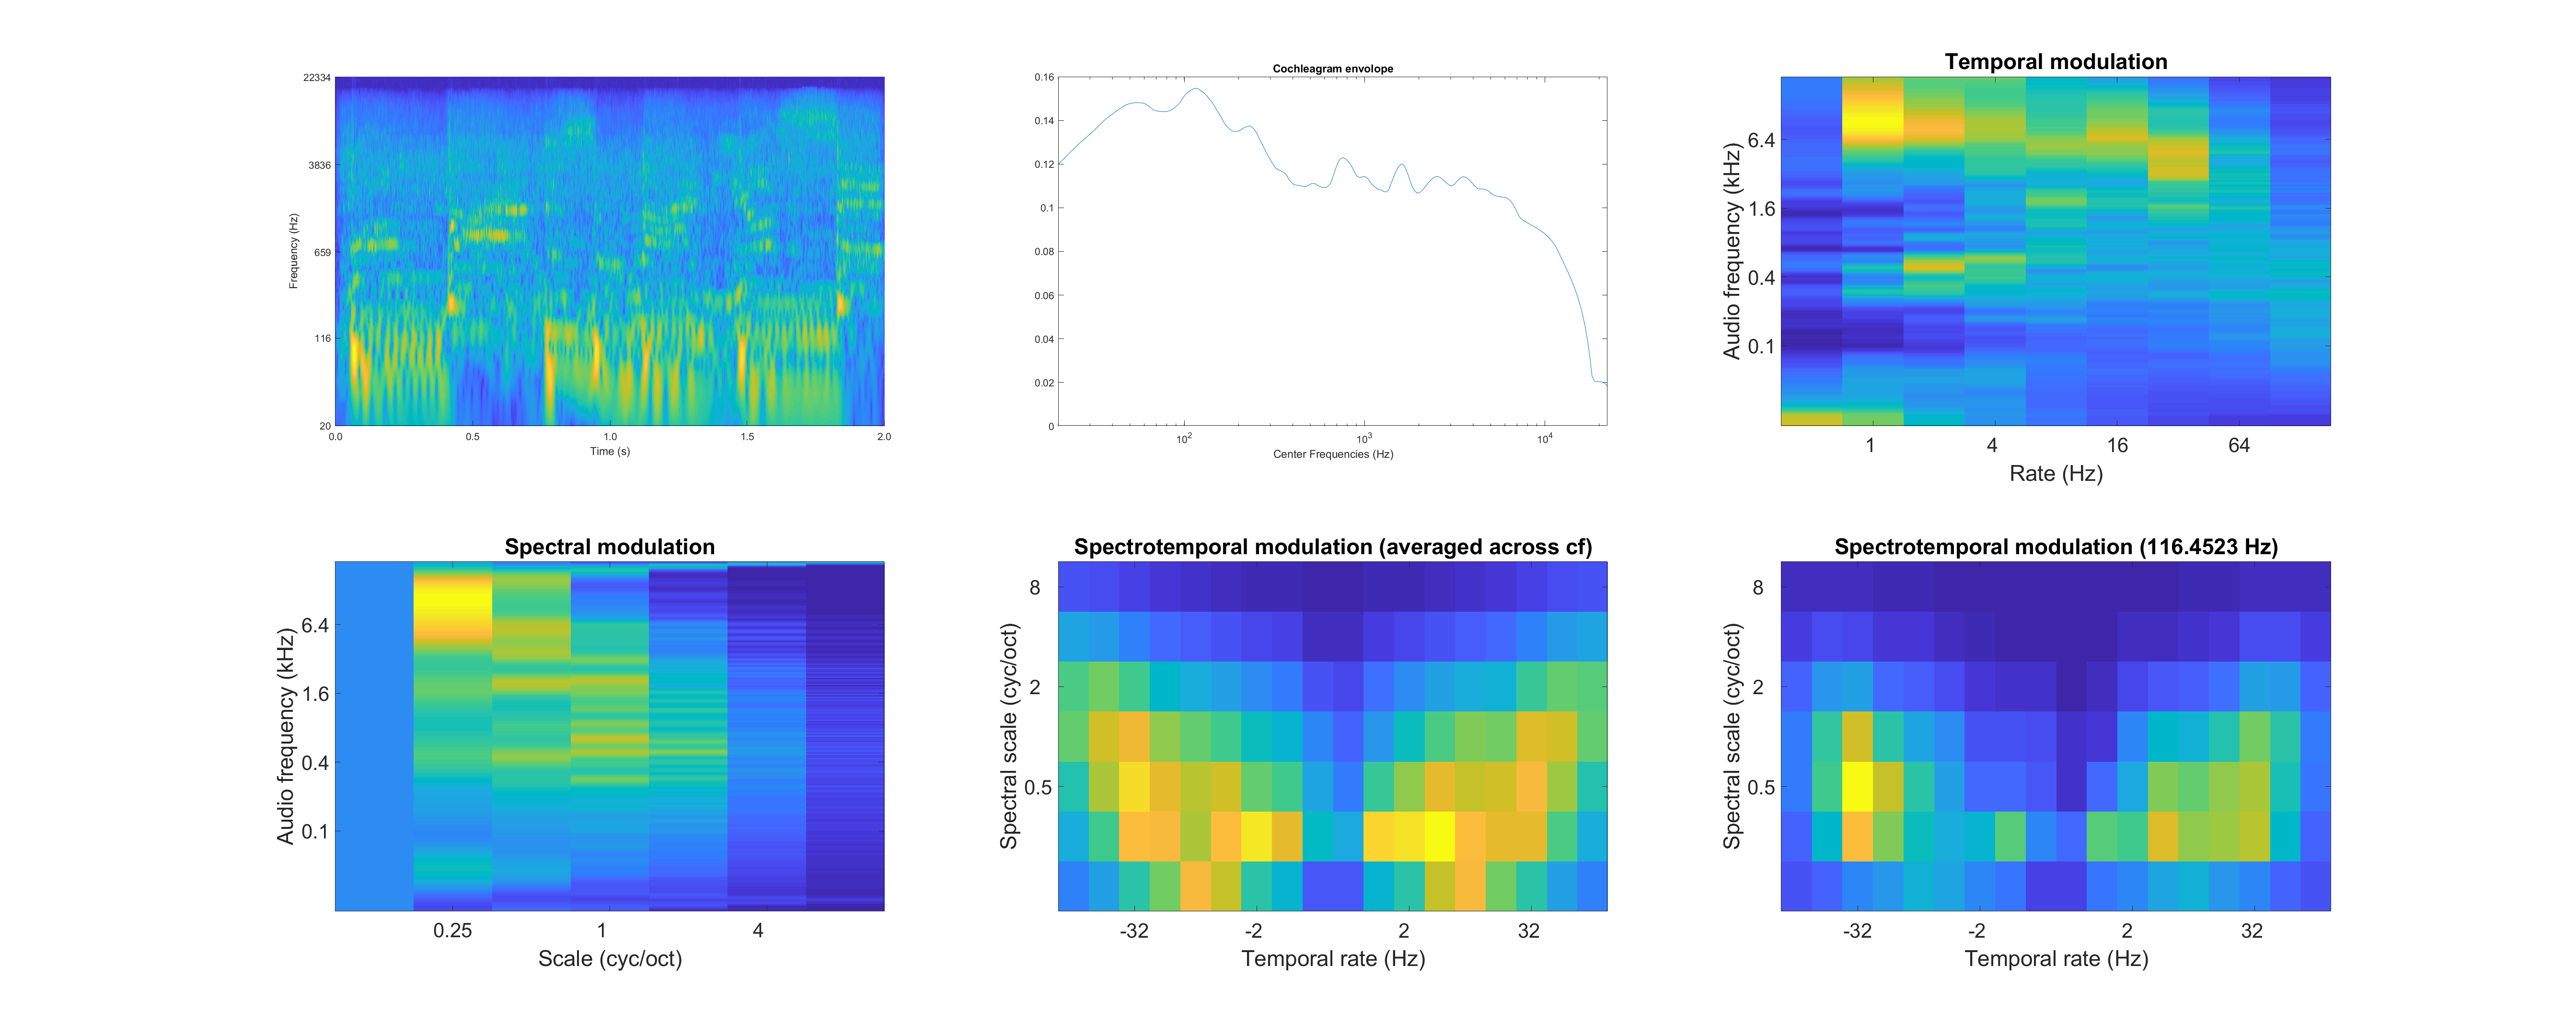 22334
3836
659
116
20
Frequency (Hz)
0.0 0.5 1.0 1.5 2.0
Time (s)
Cochleagram envolope
0.16
0.14
0.12
0.1
0.08
0.06
0.04
0.02
0
10² 10³ 10⁴
Center Frequencies (Hz)
Temporal modulation
6.4
1.6
0.4
0.1
Audio frequency (kHz)
1 4 16 64
Rate (Hz)
Spectral modulation
6.4
1.6
0.4
0.1
Audio frequency (kHz)
0.25 1 4
Scale (cyc/oct)
Spectrotemporal modulation (averaged across cf)
8
2
0.5
Spectral scale (cyc/oct)
-32 -2 2 32
Temporal rate (Hz)
Spectrotemporal modulation (116.4523 Hz)
8
2
0.5
Spectral scale (cyc/oct)
-32 -2 2 32
Temporal rate (Hz)